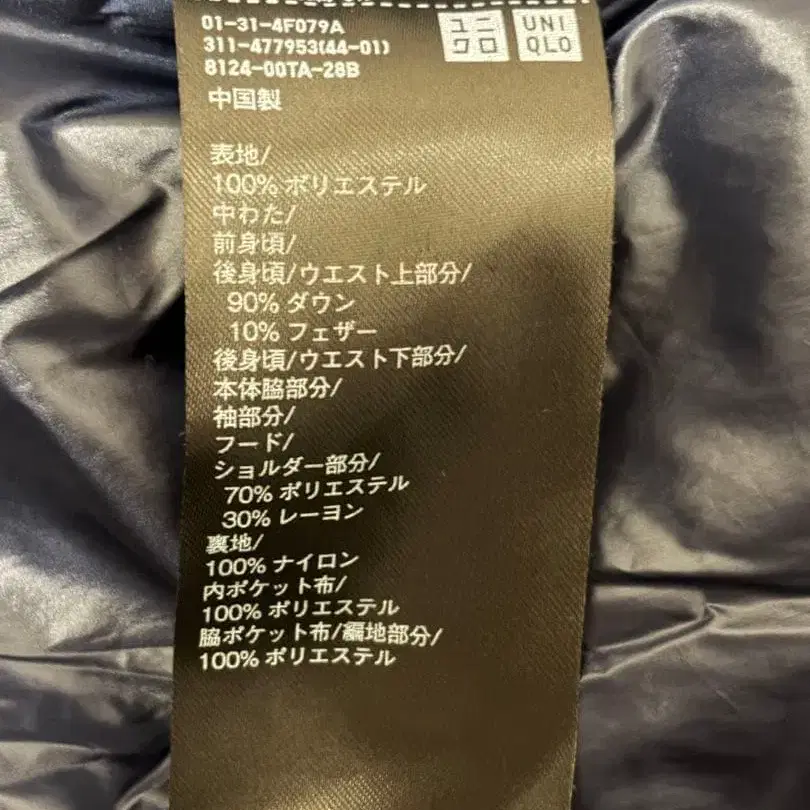 01-31-4F079A
311-477953(44-01)
8124-00TA-28B
ユニ
クロ
UNI
QLO
中国製
表地/
100% ポリエステル
中わた/
前身頃/
後身頃/ウエスト上部分/
90% ダウン
10% フェザー
後身頃/ウエスト下部分/
本体脇部分/
袖部分/
フード/
ショルダー部分/
70% ポリエステル
30% レーヨン
裏地/
100% ナイロン
内ポケット布/
100% ポリエステル
脇ポケット布/編地部分/
100% ポリエステル